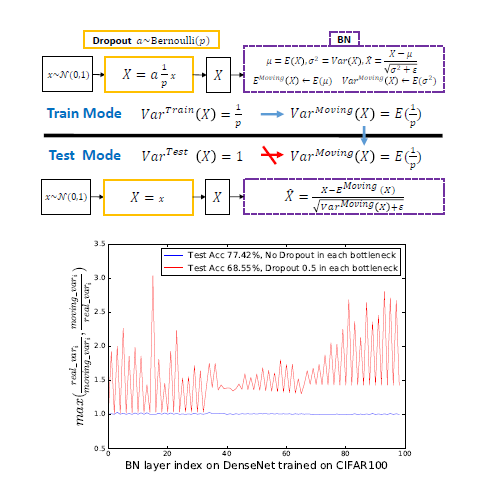 Dropout a~Bernoulli(p)
BN
x~𝒩(0,1)
X = a 1/p x
X
μ = E(X), σ² = Var(X), X̂ = (X − μ)/√(σ² + ε)
E^Moving(X) ← E(μ) Var^Moving(X) ← E(σ²)
Train Mode Var^Train(X) = 1/p Var^Moving(X) = E(1/p)
Test Mode Var^Test (X) = 1 Var^Moving(X) = E(1/p)
x~𝒩(0,1)
X = x
X
X̂ = (X−E^Moving (X))/√(Var^Moving(X)+ε)
3.5
3.0
2.5
2.0
1.5
1.0
0.5
max(real_var_i/moving_var_i, moving_var_i/real_var_i)
Test Acc 77.42%, No Dropout in each bottleneck
Test Acc 68.55%, Dropout 0.5 in each bottleneck
0 20 40 60 80 100
BN layer index on DenseNet trained on CIFAR100